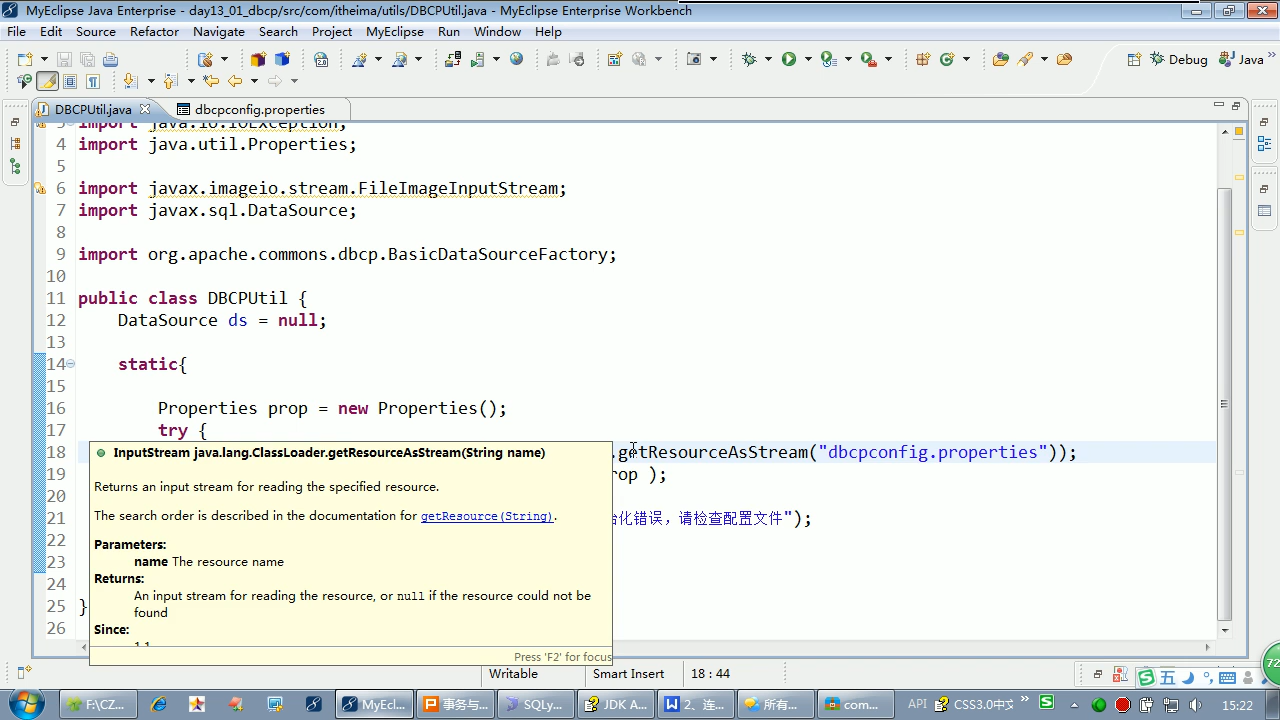 MyEclipse Java Enterprise - day13_01_dbcp/src/com/itheima/utils/DBCPUtil.java - MyEclipse Enterprise Workbench
File Edit Source Refactor Navigate Search Project MyEclipse Run Window Help
Debug Java
DBCPUtil.java dbcpconfig.properties
import java.io.IOException;
4 import java.util.Properties;
5
6 import javax.imageio.stream.FileImageInputStream;
7 import javax.sql.DataSource;
8
9 import org.apache.commons.dbcp.BasicDataSourceFactory;
10
11 public class DBCPUtil {
12 DataSource ds = null;
13
14 static{
15
16 Properties prop = new Properties();
17 try {
18 .getResourceAsStream("dbcpconfig.properties"));
19 rop );
20
21 化错误，请检查配置文件");
22
23
24
25 }
26
InputStream java.lang.ClassLoader.getResourceAsStream(String name)
Returns an input stream for reading the specified resource.
The search order is described in the documentation for getResource(String).
Parameters:
name The resource name
Returns:
An input stream for reading the resource, or null if the resource could not be
found
Since:
1.1
Press 'F2' for focus
Writable Smart Insert 18 : 44
五
72
F:\CZ... MyEcl... 事务与... SQLy... JDK A... 2、连... 所有... com... API CSS3.0中文 15:22